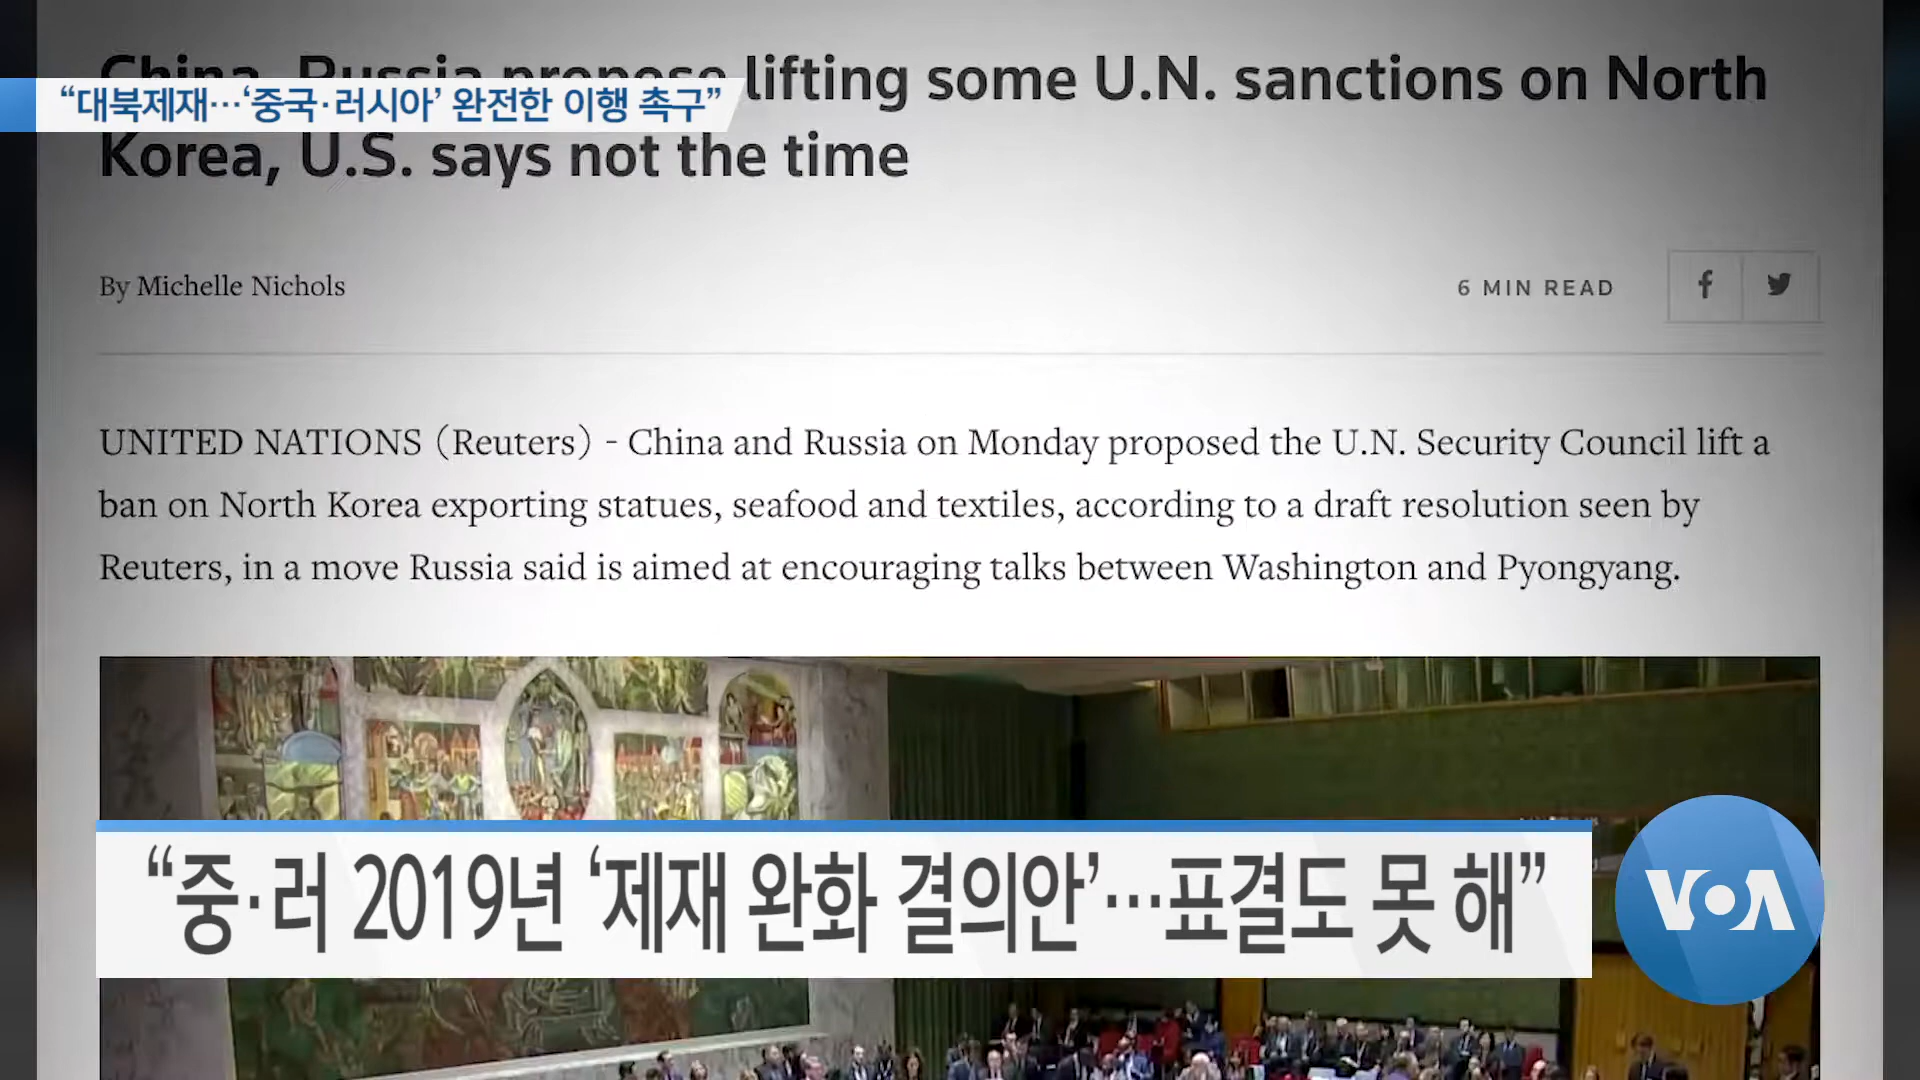 China, Russia propose lifting some U.N. sanctions on North
“대북제재…‘중국·러시아’ 완전한 이행 촉구”
Korea, U.S. says not the time
By Michelle Nichols
6 MIN READ
UNITED NATIONS (Reuters) - China and Russia on Monday proposed the U.N. Security Council lift a
ban on North Korea exporting statues, seafood and textiles, according to a draft resolution seen by
Reuters, in a move Russia said is aimed at encouraging talks between Washington and Pyongyang.
“중·러 2019년 ‘제재 완화 결의안’…표결도 못 해”
VOA